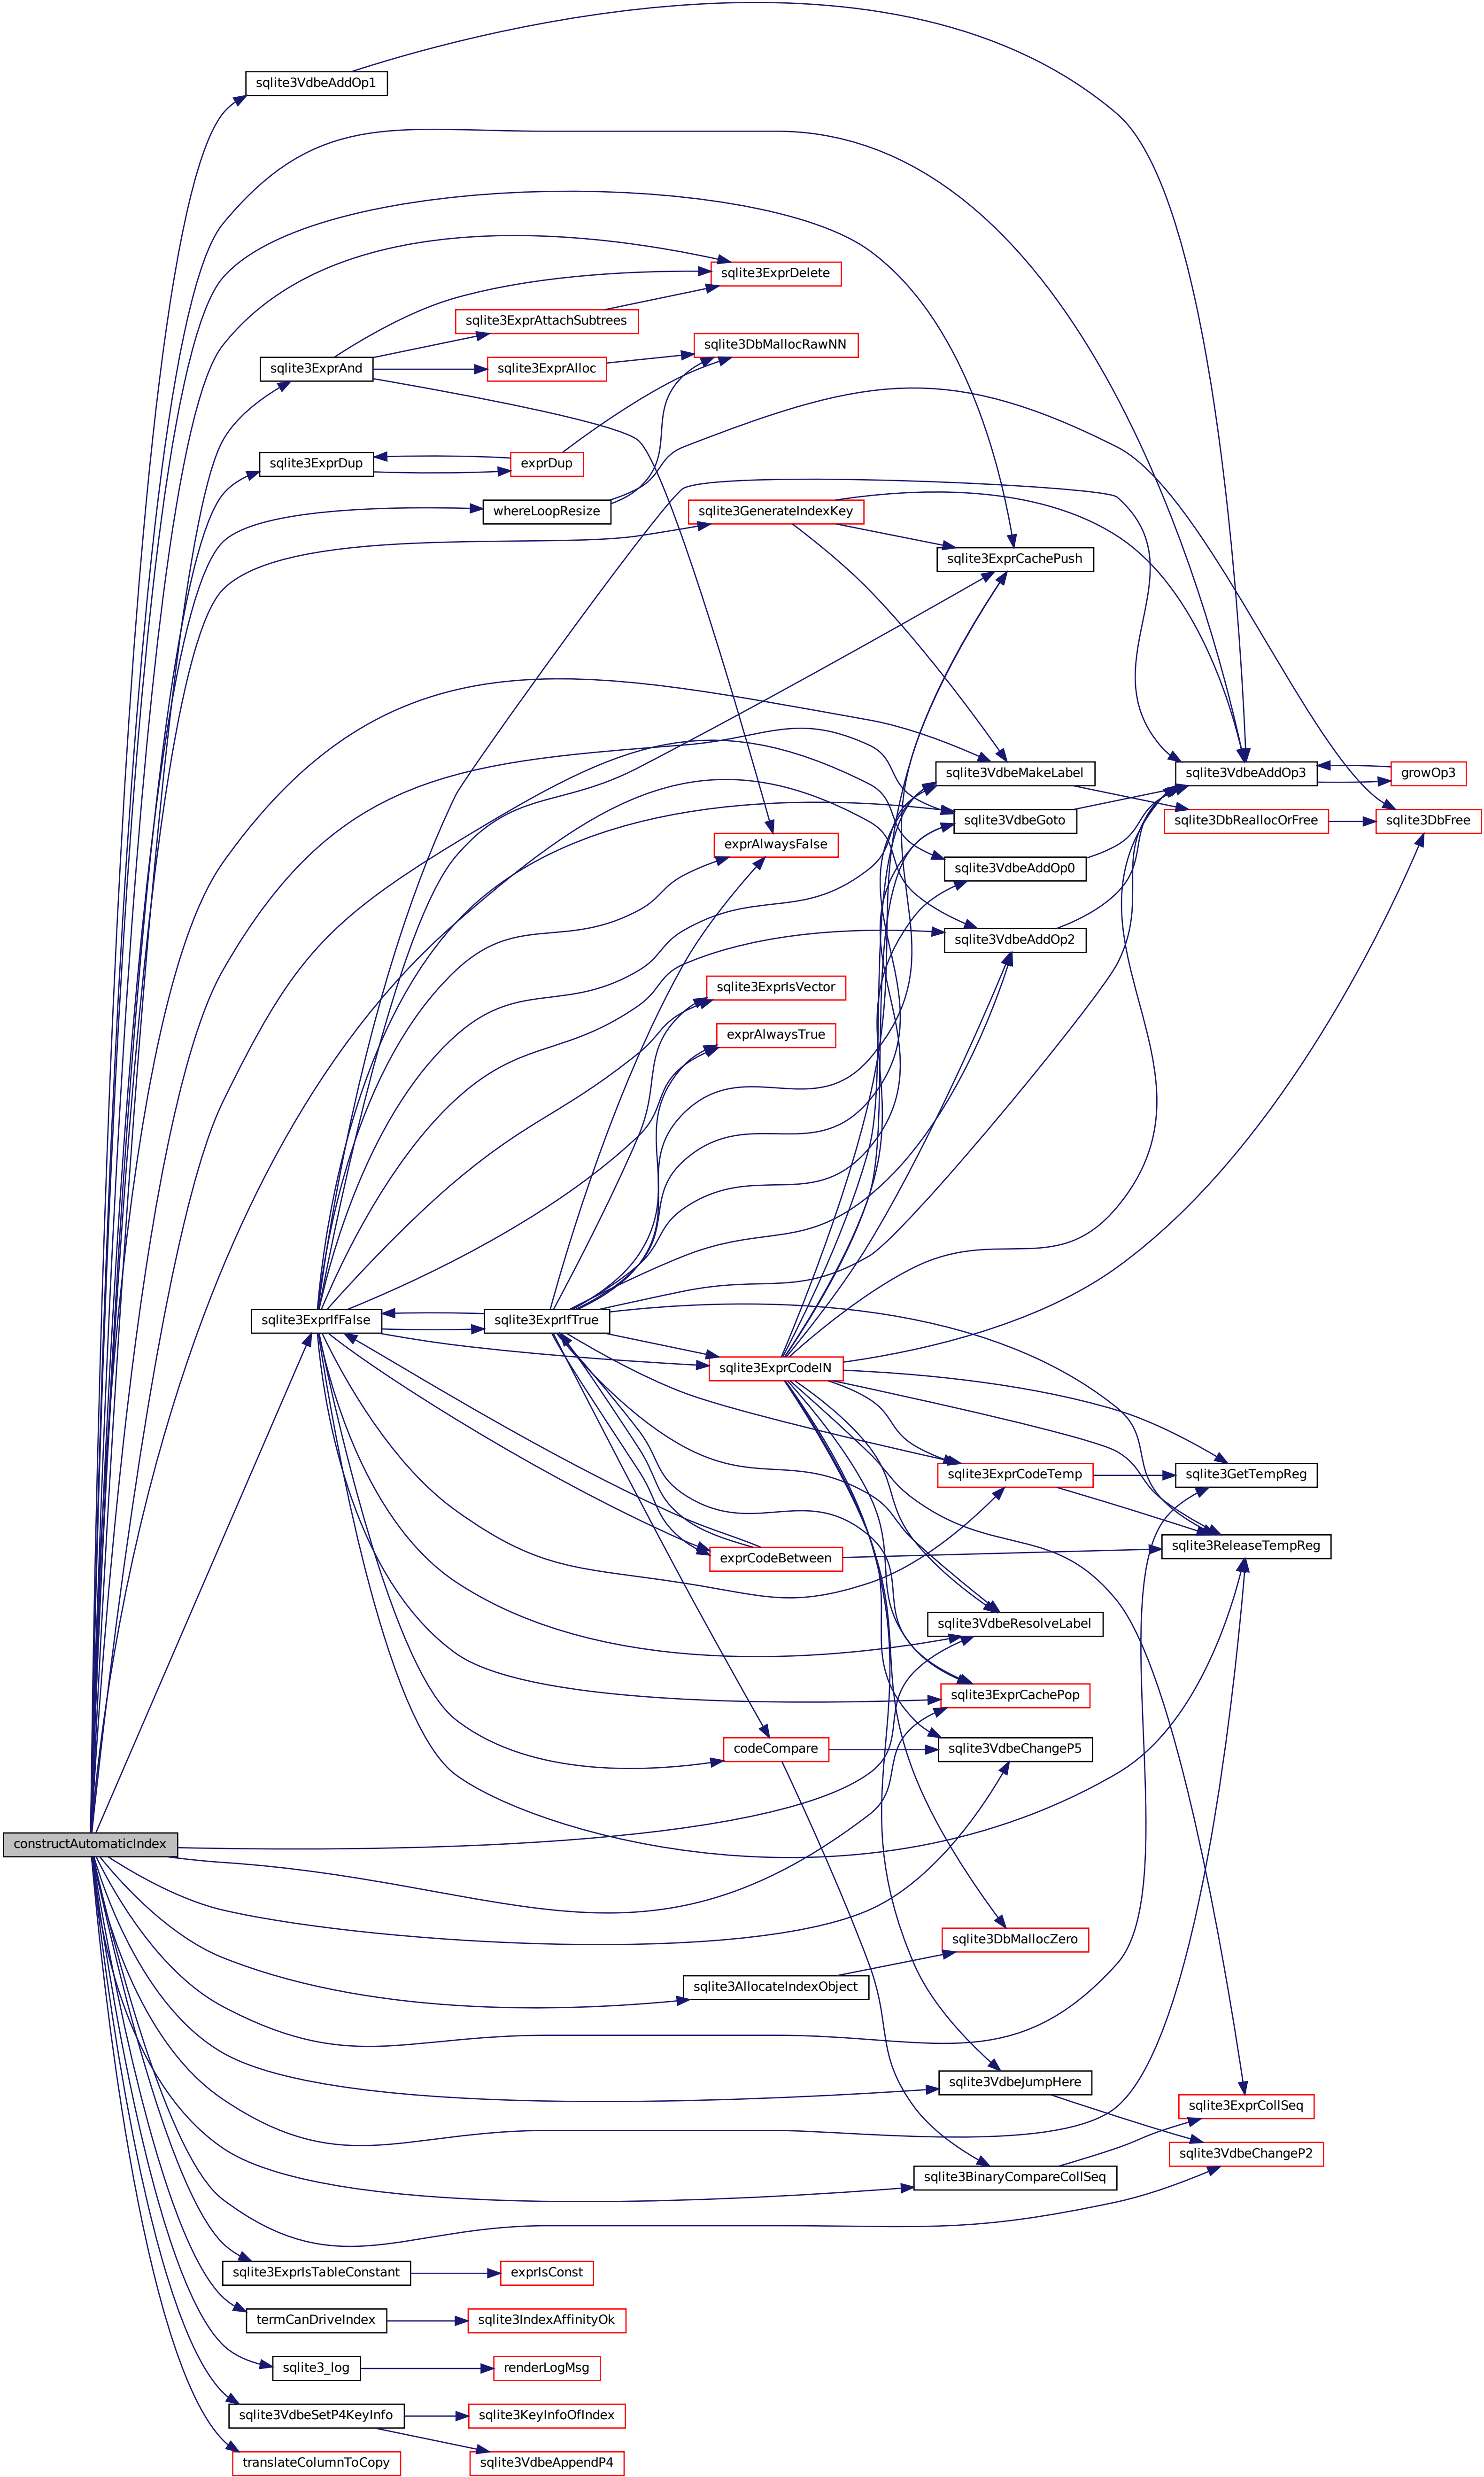 sqlite3VdbeAddOp1
sqlite3ExprDelete
sqlite3ExprAttachSubtrees
sqlite3DbMallocRawNN
sqlite3ExprAnd
sqlite3ExprAlloc
sqlite3ExprDup
exprDup
whereLoopResize
sqlite3GenerateIndexKey
sqlite3ExprCachePush
sqlite3VdbeMakeLabel
sqlite3VdbeAddOp3
growOp3
sqlite3VdbeGoto
sqlite3DbReallocOrFree
sqlite3DbFree
exprAlwaysFalse
sqlite3VdbeAddOp0
sqlite3VdbeAddOp2
sqlite3ExprIsVector
exprAlwaysTrue
sqlite3ExprIfFalse
sqlite3ExprIfTrue
sqlite3ExprCodeIN
sqlite3ExprCodeTemp
sqlite3GetTempReg
sqlite3ReleaseTempReg
exprCodeBetween
sqlite3VdbeResolveLabel
sqlite3ExprCachePop
codeCompare
sqlite3VdbeChangeP5
constructAutomaticIndex
sqlite3DbMallocZero
sqlite3AllocateIndexObject
sqlite3VdbeJumpHere
sqlite3ExprCollSeq
sqlite3VdbeChangeP2
sqlite3BinaryCompareCollSeq
sqlite3ExprIsTableConstant
exprIsConst
termCanDriveIndex
sqlite3IndexAffinityOk
sqlite3_log
renderLogMsg
sqlite3VdbeSetP4KeyInfo
sqlite3KeyInfoOfIndex
translateColumnToCopy
sqlite3VdbeAppendP4